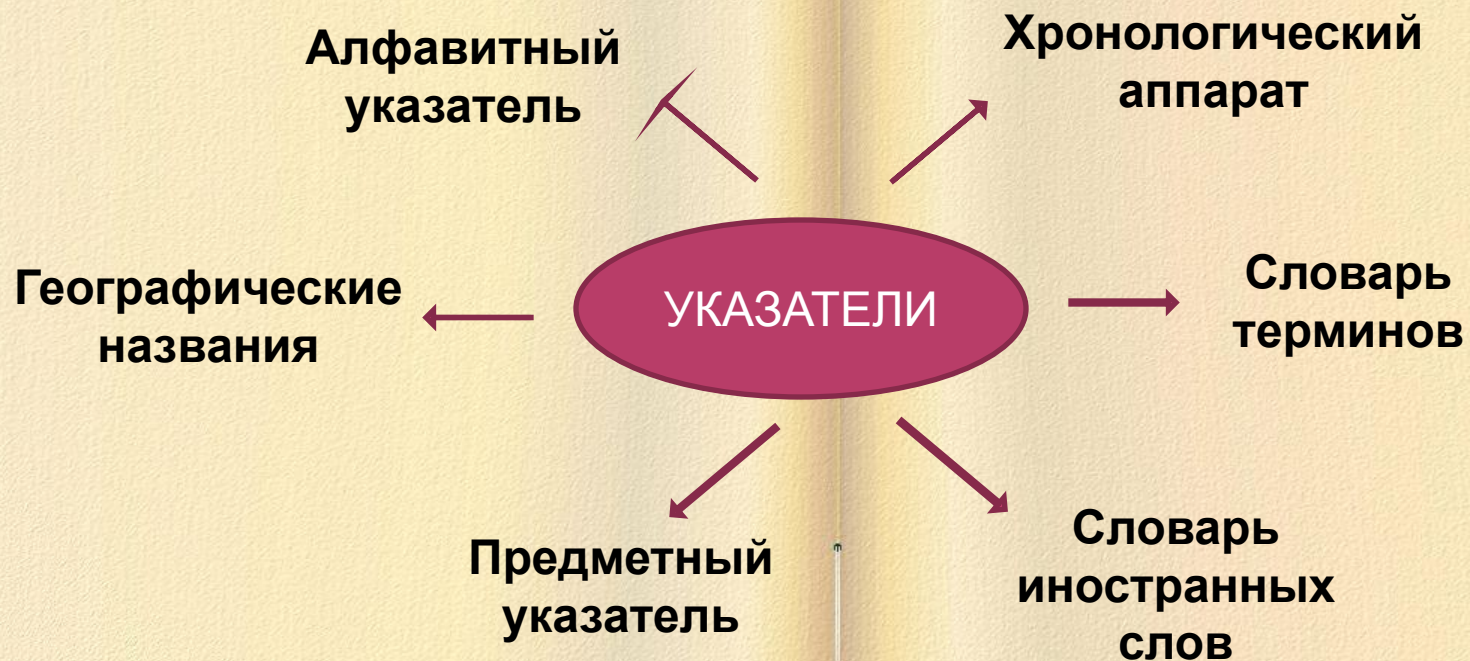 Алфавитный
указатель
Хронологический
аппарат
Географические
названия
УКАЗАТЕЛИ
Словарь
терминов
Предметный
указатель
Словарь
иностранных
слов